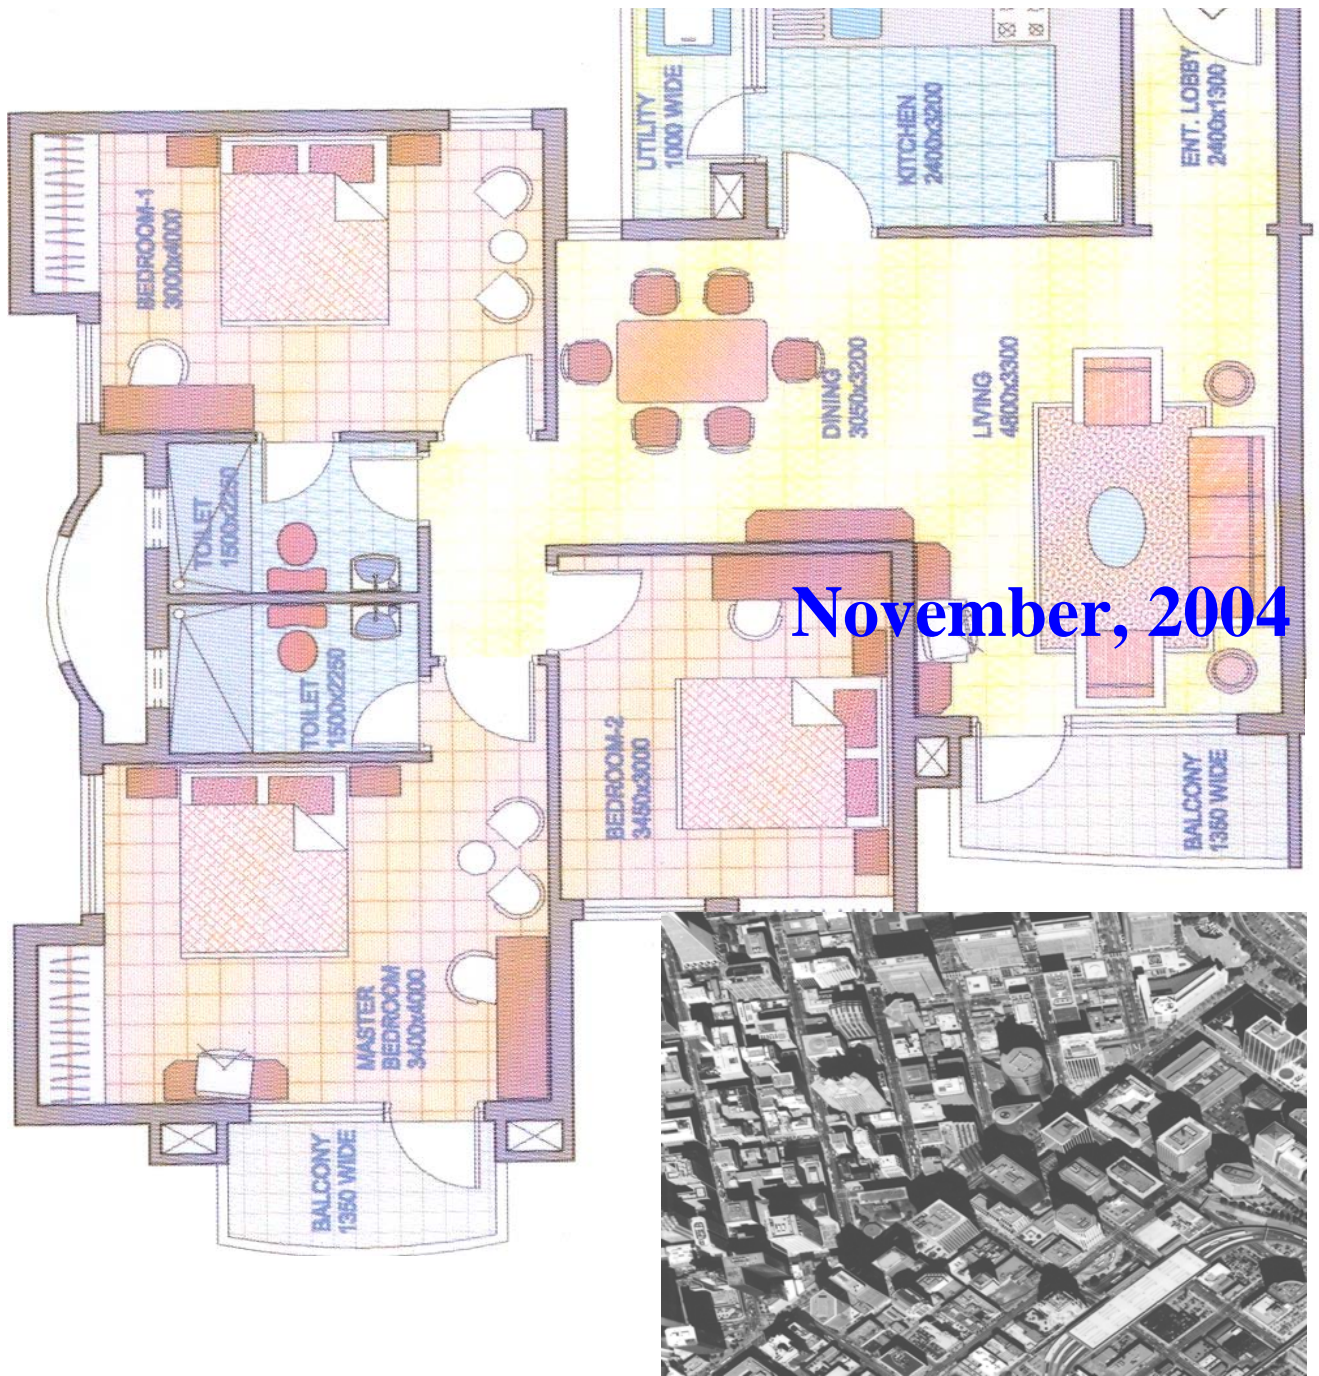 UTILITY
1000 WIDE
KITCHEN
2400x3200
ENT. LOBBY
2400x1300
BEDROOM-1
3000x4000
DINING
3050x3200
LIVING
4800x3300
TOILET
1500x2250
November, 2004
TOILET
1500x2250
BEDROOM-2
3450x3000
BALCONY
1350 WIDE
MASTER
BEDROOM
3400x4000
BALCONY
1350 WIDE